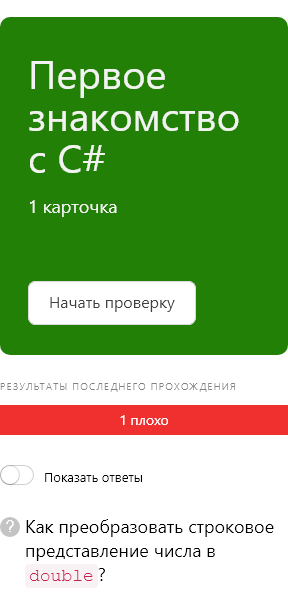 Первое
знакомство
с C#
1 карточка
Начать проверку
РЕЗУЛЬТАТЫ ПОСЛЕДНЕГО ПРОХОЖДЕНИЯ
1 плохо
Показать ответы
? Как преобразовать строковое
представление числа в
double ?